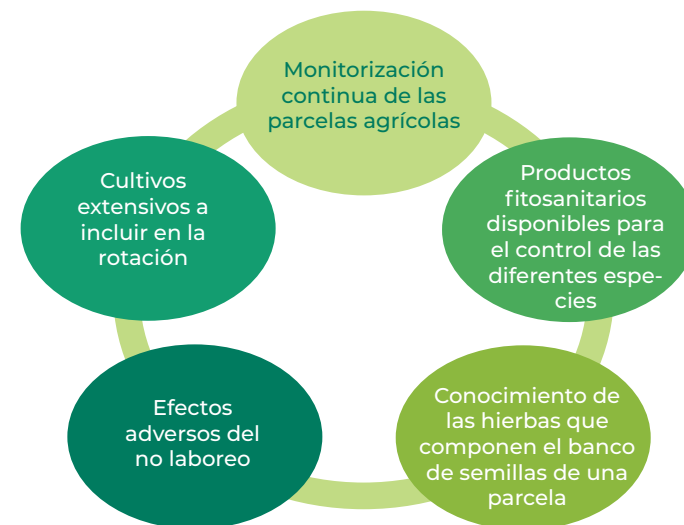 Monitorización
continua de las
parcelas agrícolas
Productos
fitosanitarios
disponibles para
el control de las
diferentes espe-
cies
Conocimiento de
las hierbas que
componen el banco
de semillas de una
parcela
Efectos
adversos del
no laboreo
Cultivos
extensivos a
incluir en la
rotación